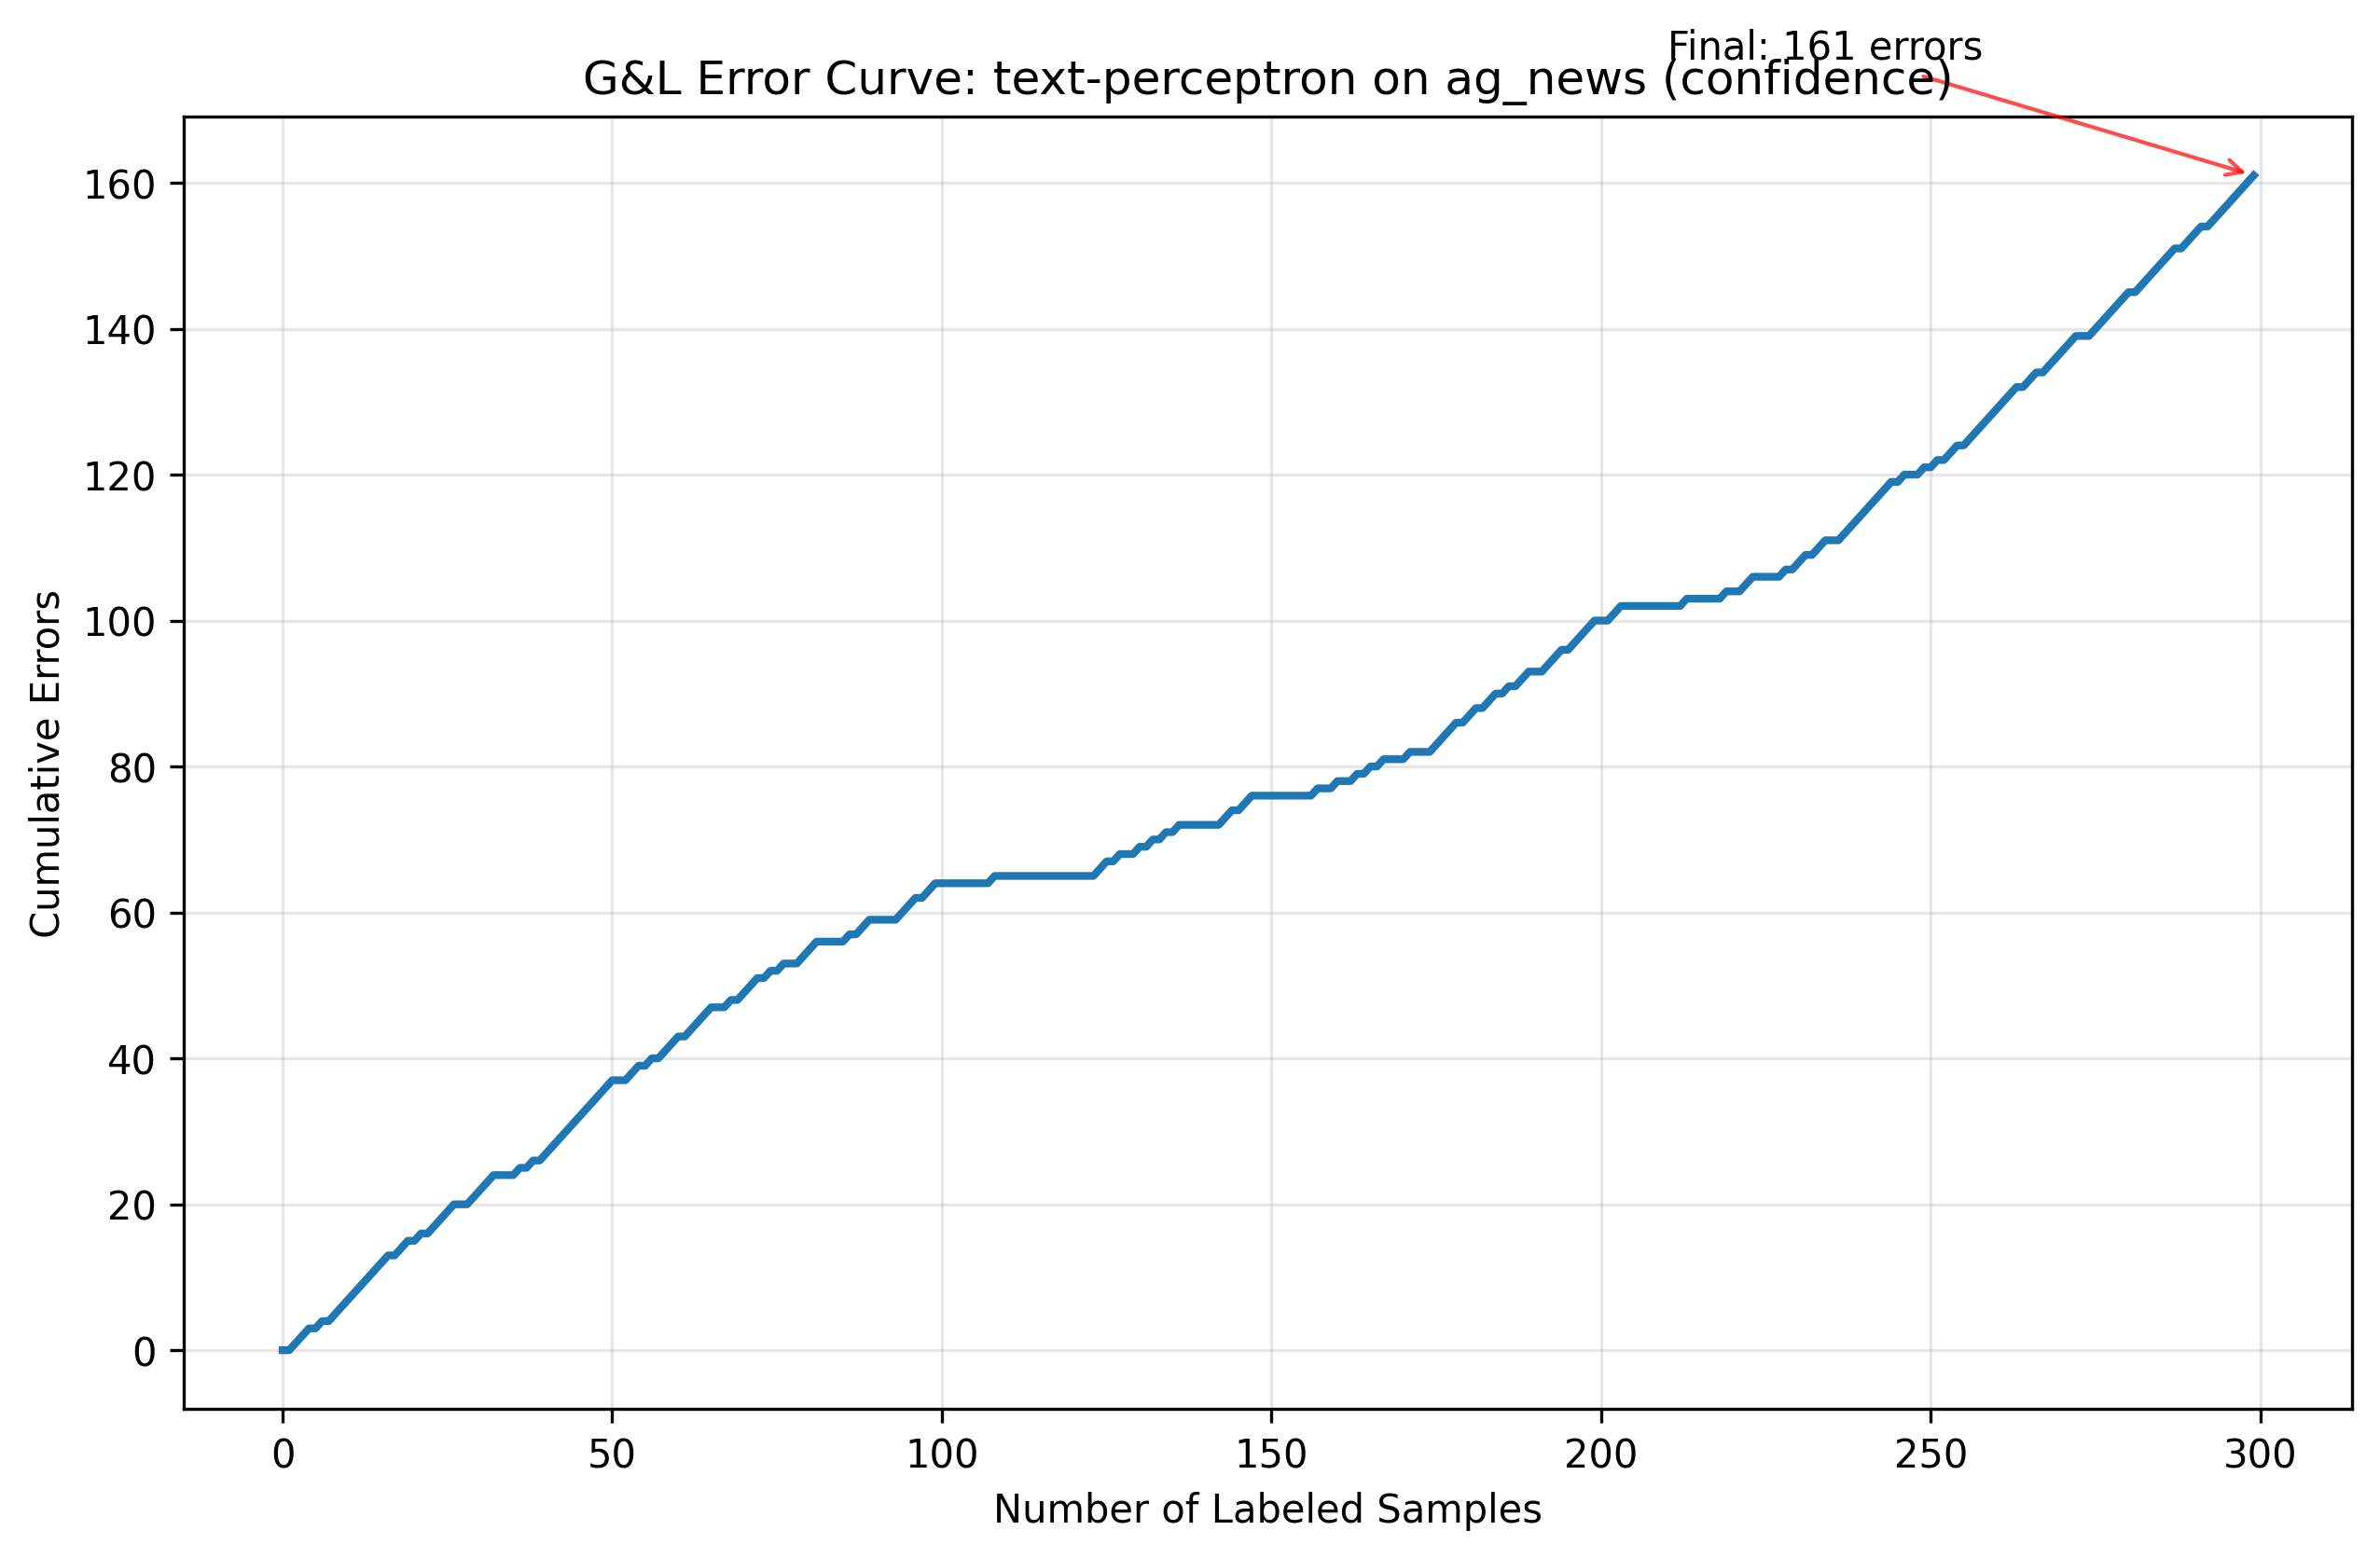 Final: 161 errors
G&L Error Curve: text-perceptron on ag_news (confidence)
160
140
120
100
80
60
40
20
0
Cumulative Errors
0 50 100 150 200 250 300
Number of Labeled Samples